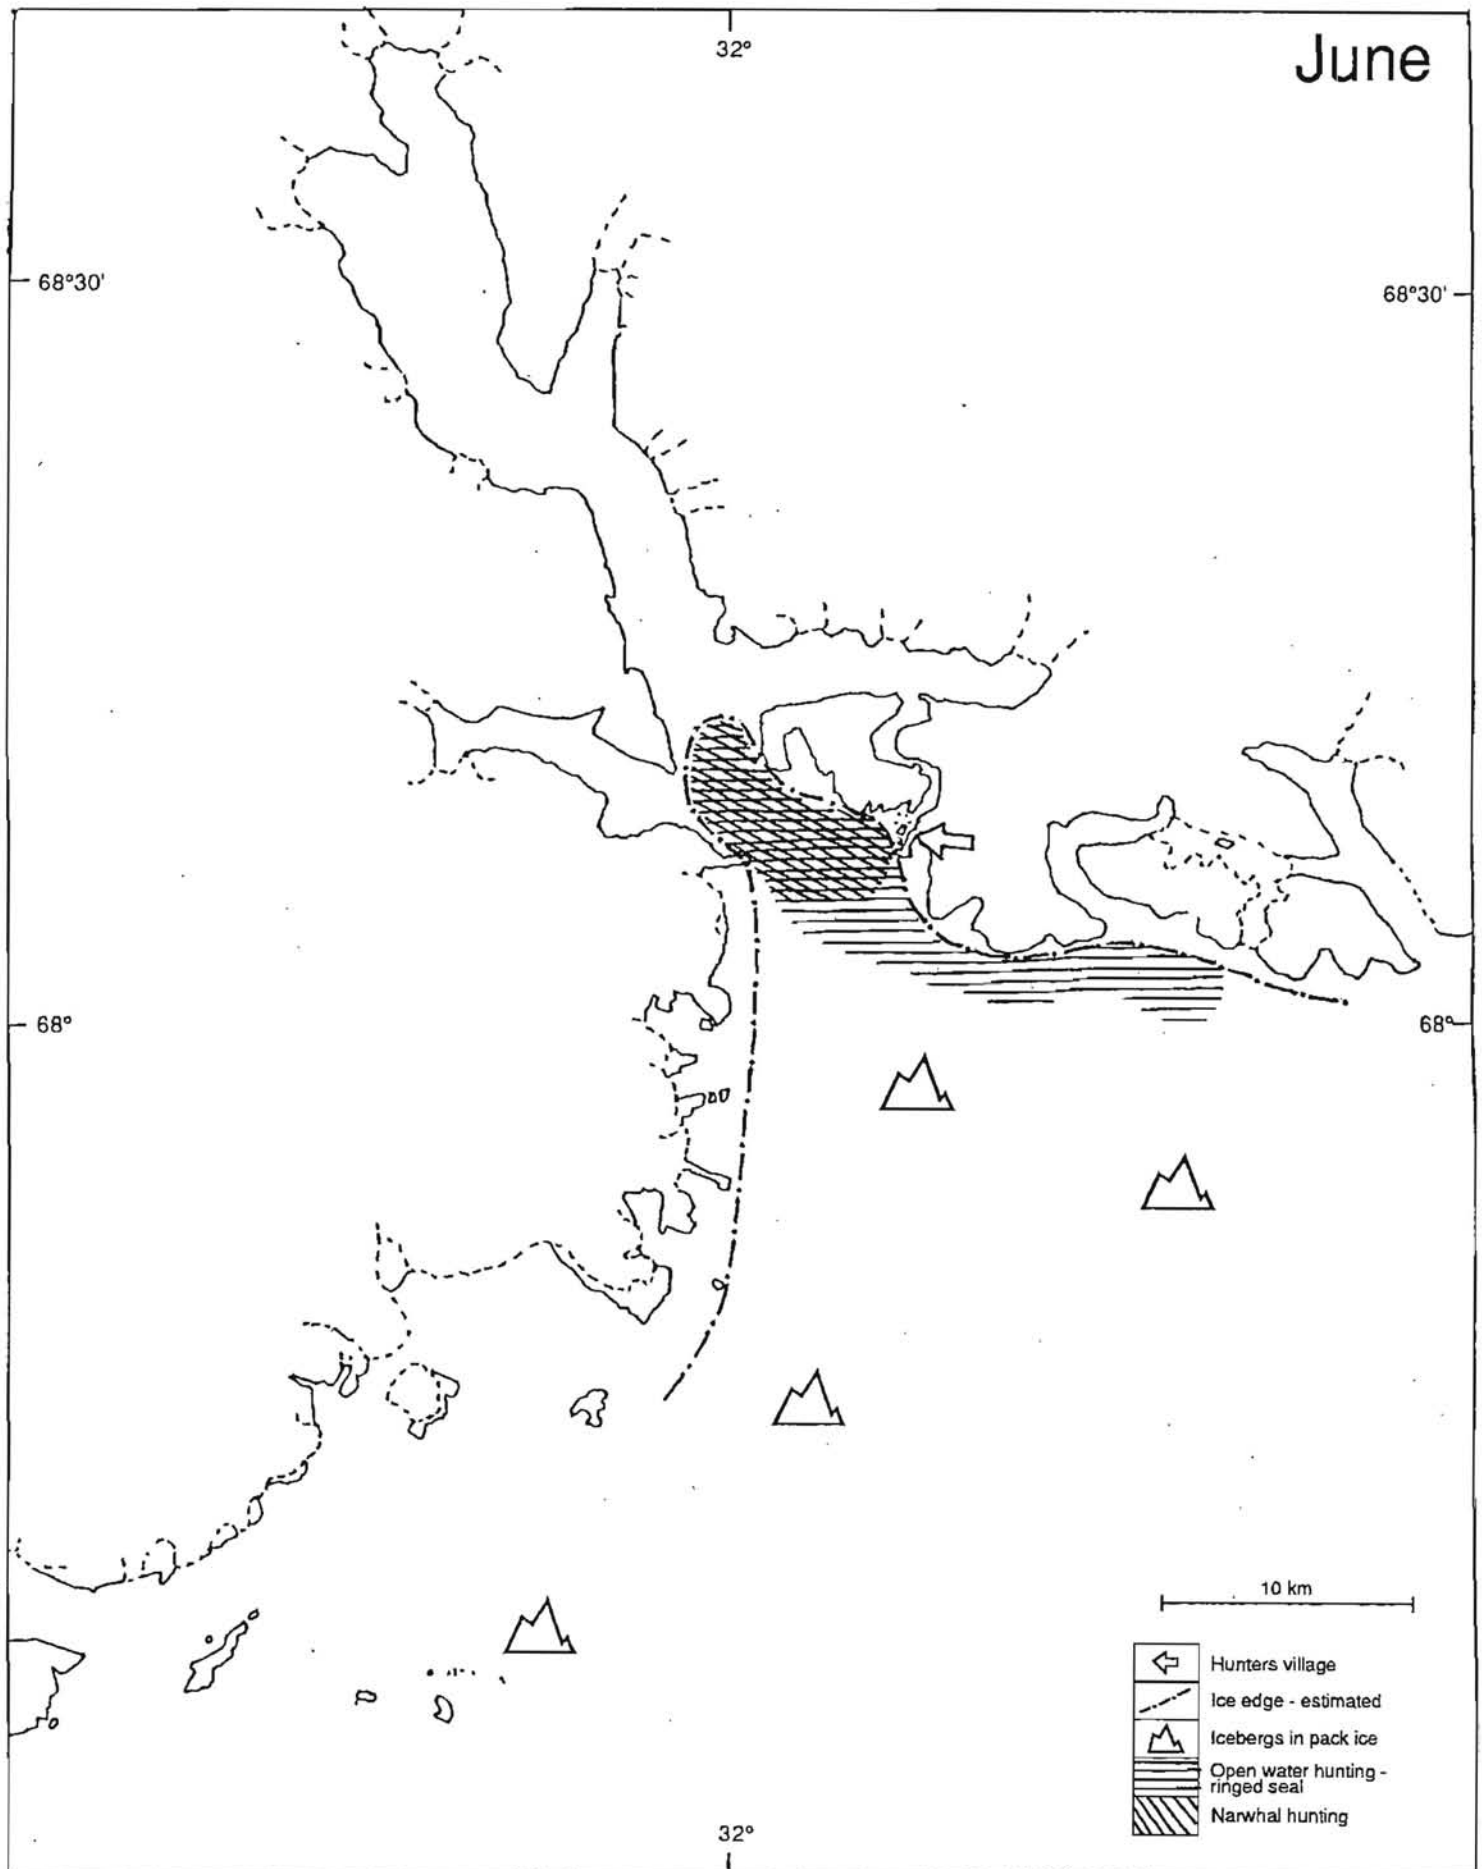 32°
June
68°30'
68°30'
68°
68°
10 km
Hunters village
Ice edge - estimated
Icebergs in pack ice
Open water hunting -
ringed seal
Narwhal hunting
32°